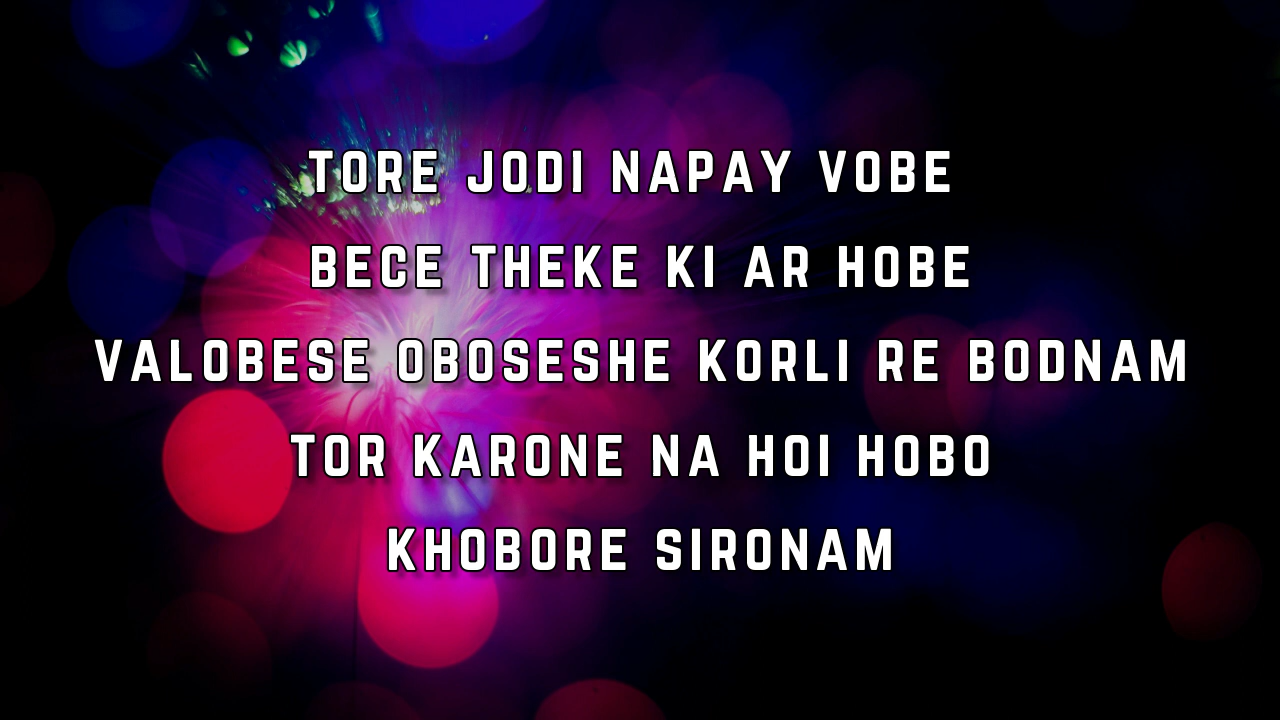 TORE JODI NAPAY VOBE
BECE THEKE KI AR HOBE
VALOBESE OBOSESHE KORLI RE BODNAM
TOR KARONE NA HOI HOBO
KHOBORE SIRONAM